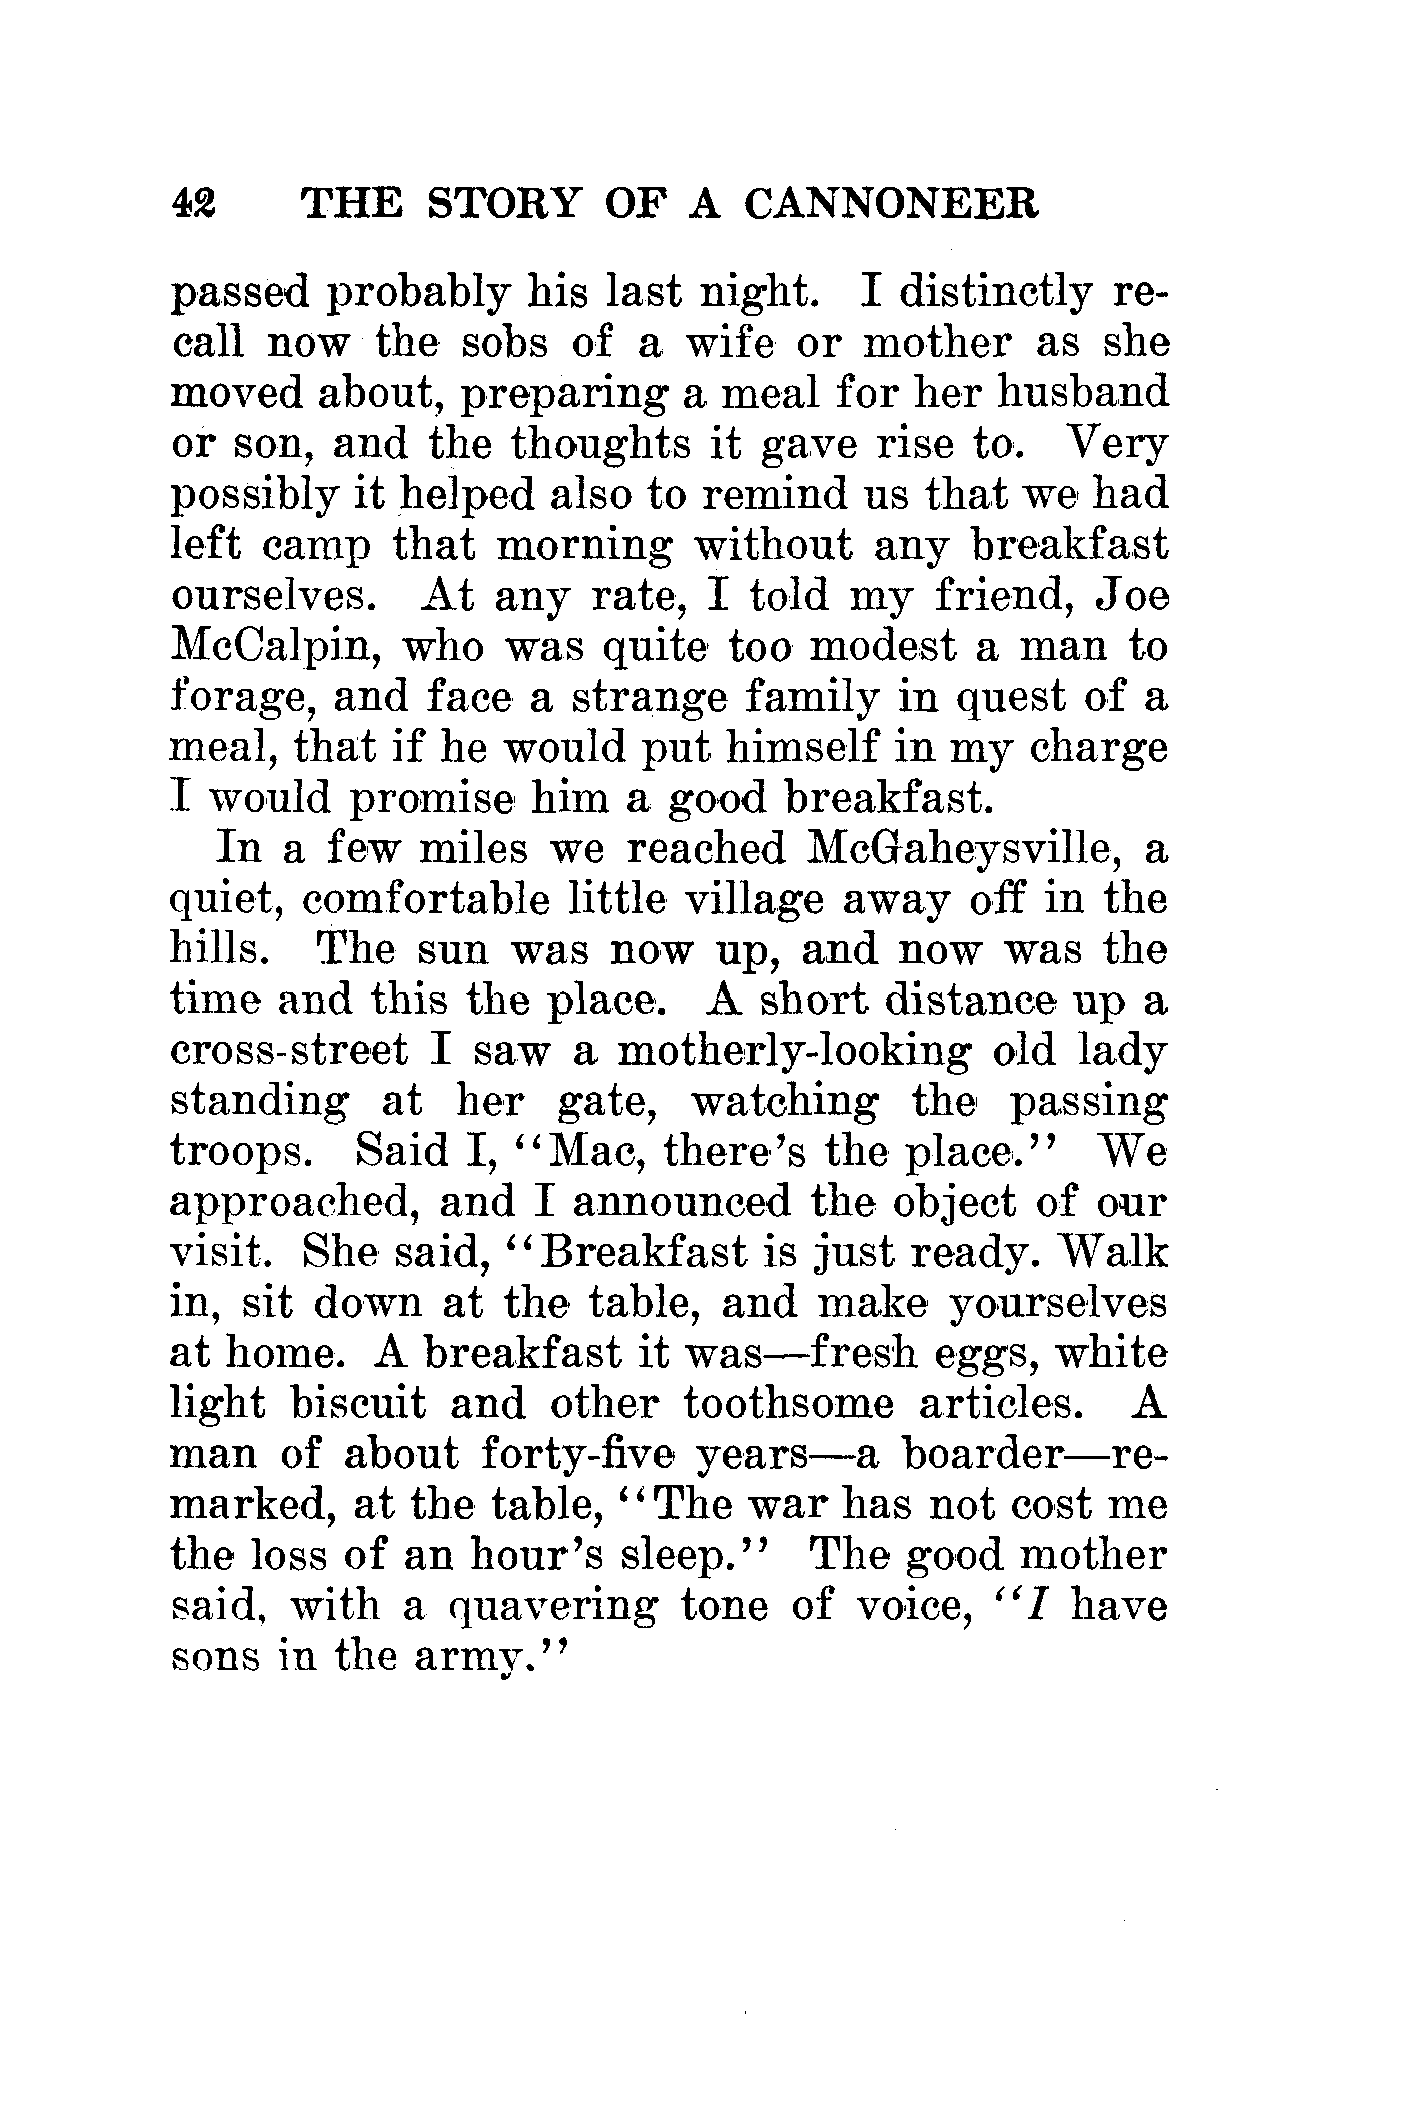 42 THE STORY OF A CANNONEER
passed probably his last night. I distinctly re-
call now the sobs of a wife or mother as she
moved about, preparing a meal for her husband
or son, and the thoughts it gave rise to. Very
possibly it helped also to remind us that we had
left camp that morning without any breakfast
ourselves. At any rate, I told my friend, Joe
McCalpin, who was quite too modest a man to
forage, and face a strange family in quest of a
meal, that if he would put himself in my charge
I would promise him a good breakfast.
In a few miles we reached McGaheysville, a
quiet, comfortable little village away off in the
hills. The sun was now up, and now was the
time and this the place. A short distance up a
cross-street I saw a motherly-looking old lady
standing at her gate, watching the passing
troops. Said I, "Mac, there's the place." We
approached, and I announced the object of our
visit. She said, "Breakfast is just ready. Walk
in, sit down at the table, and make yourselves
at home. A breakfast it was—fresh eggs, white
light biscuit and other toothsome articles. A
man of about forty-five years—a boarder—re-
marked, at the table, "The war has not cost me
the loss of an hour's sleep." The good mother
said, with a quavering tone of voice, "I have
sons in the army."